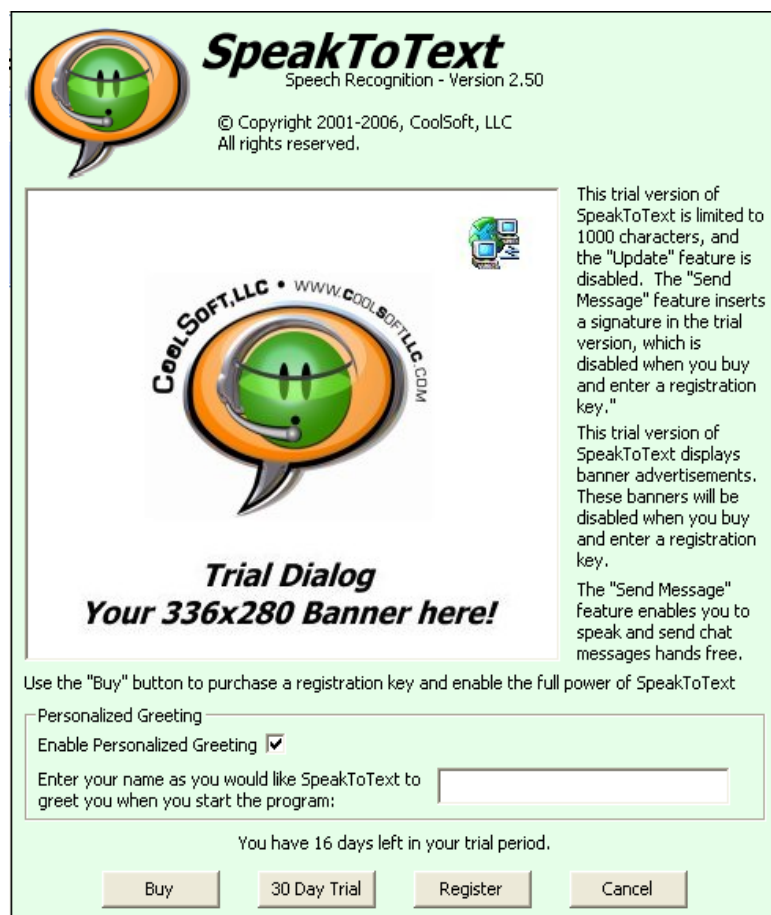 SpeakToText
Speech Recognition - Version 2.50
© Copyright 2001-2006, CoolSoft, LLC
All rights reserved.
COOLSOFT,LLC • WWW.COOLSOFTLLC.COM
Trial Dialog
Your 336x280 Banner here!
This trial version of
SpeakToText is limited to
1000 characters, and
the "Update" feature is
disabled.  The "Send
Message" feature inserts
a signature in the trial
version, which is
disabled when you buy
and enter a registration
key."
This trial version of
SpeakToText displays
banner advertisements.
These banners will be
disabled when you buy
and enter a registration
key.
The "Send Message"
feature enables you to
speak and send chat
messages hands free.
Use the "Buy" button to purchase a registration key and enable the full power of SpeakToText
Personalized Greeting
Enable Personalized Greeting
Enter your name as you would like SpeakToText to
greet you when you start the program:
You have 16 days left in your trial period.
Buy
30 Day Trial
Register
Cancel